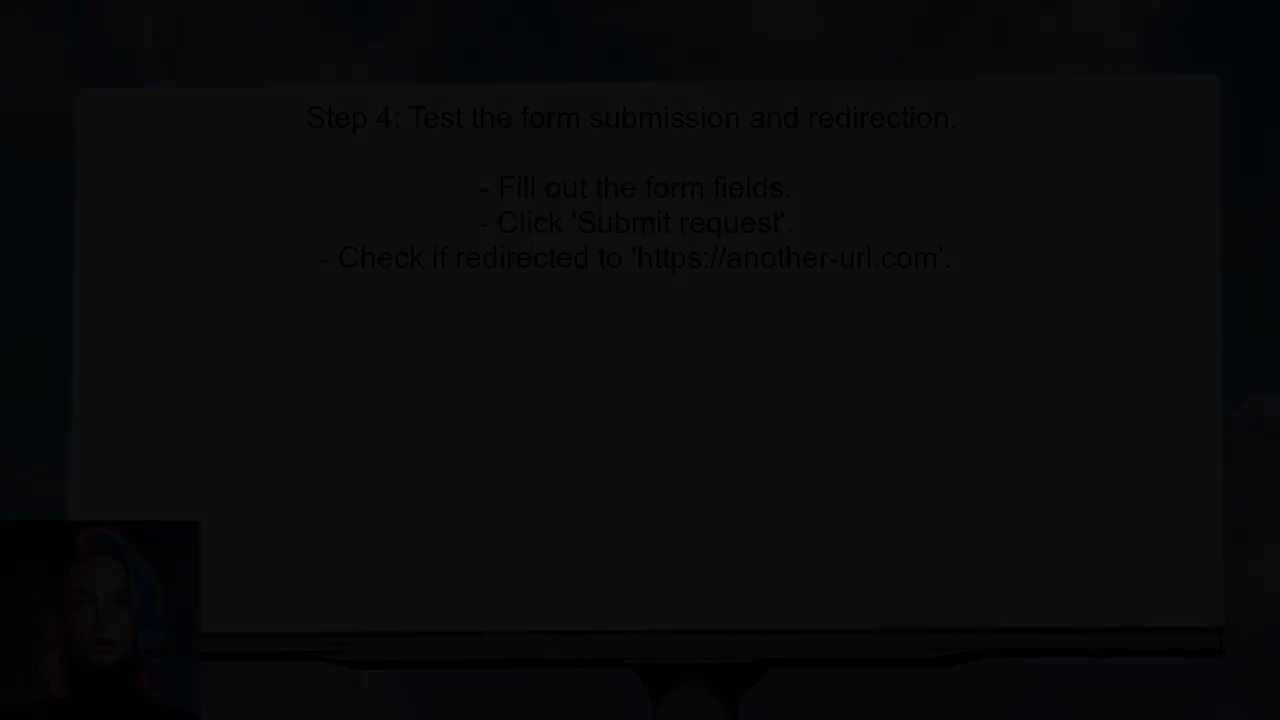 Step 4: Test the form submission and redirection.
- Fill out the form fields.
- Click 'Submit request'.
- Check if redirected to 'https://another-url.com'.